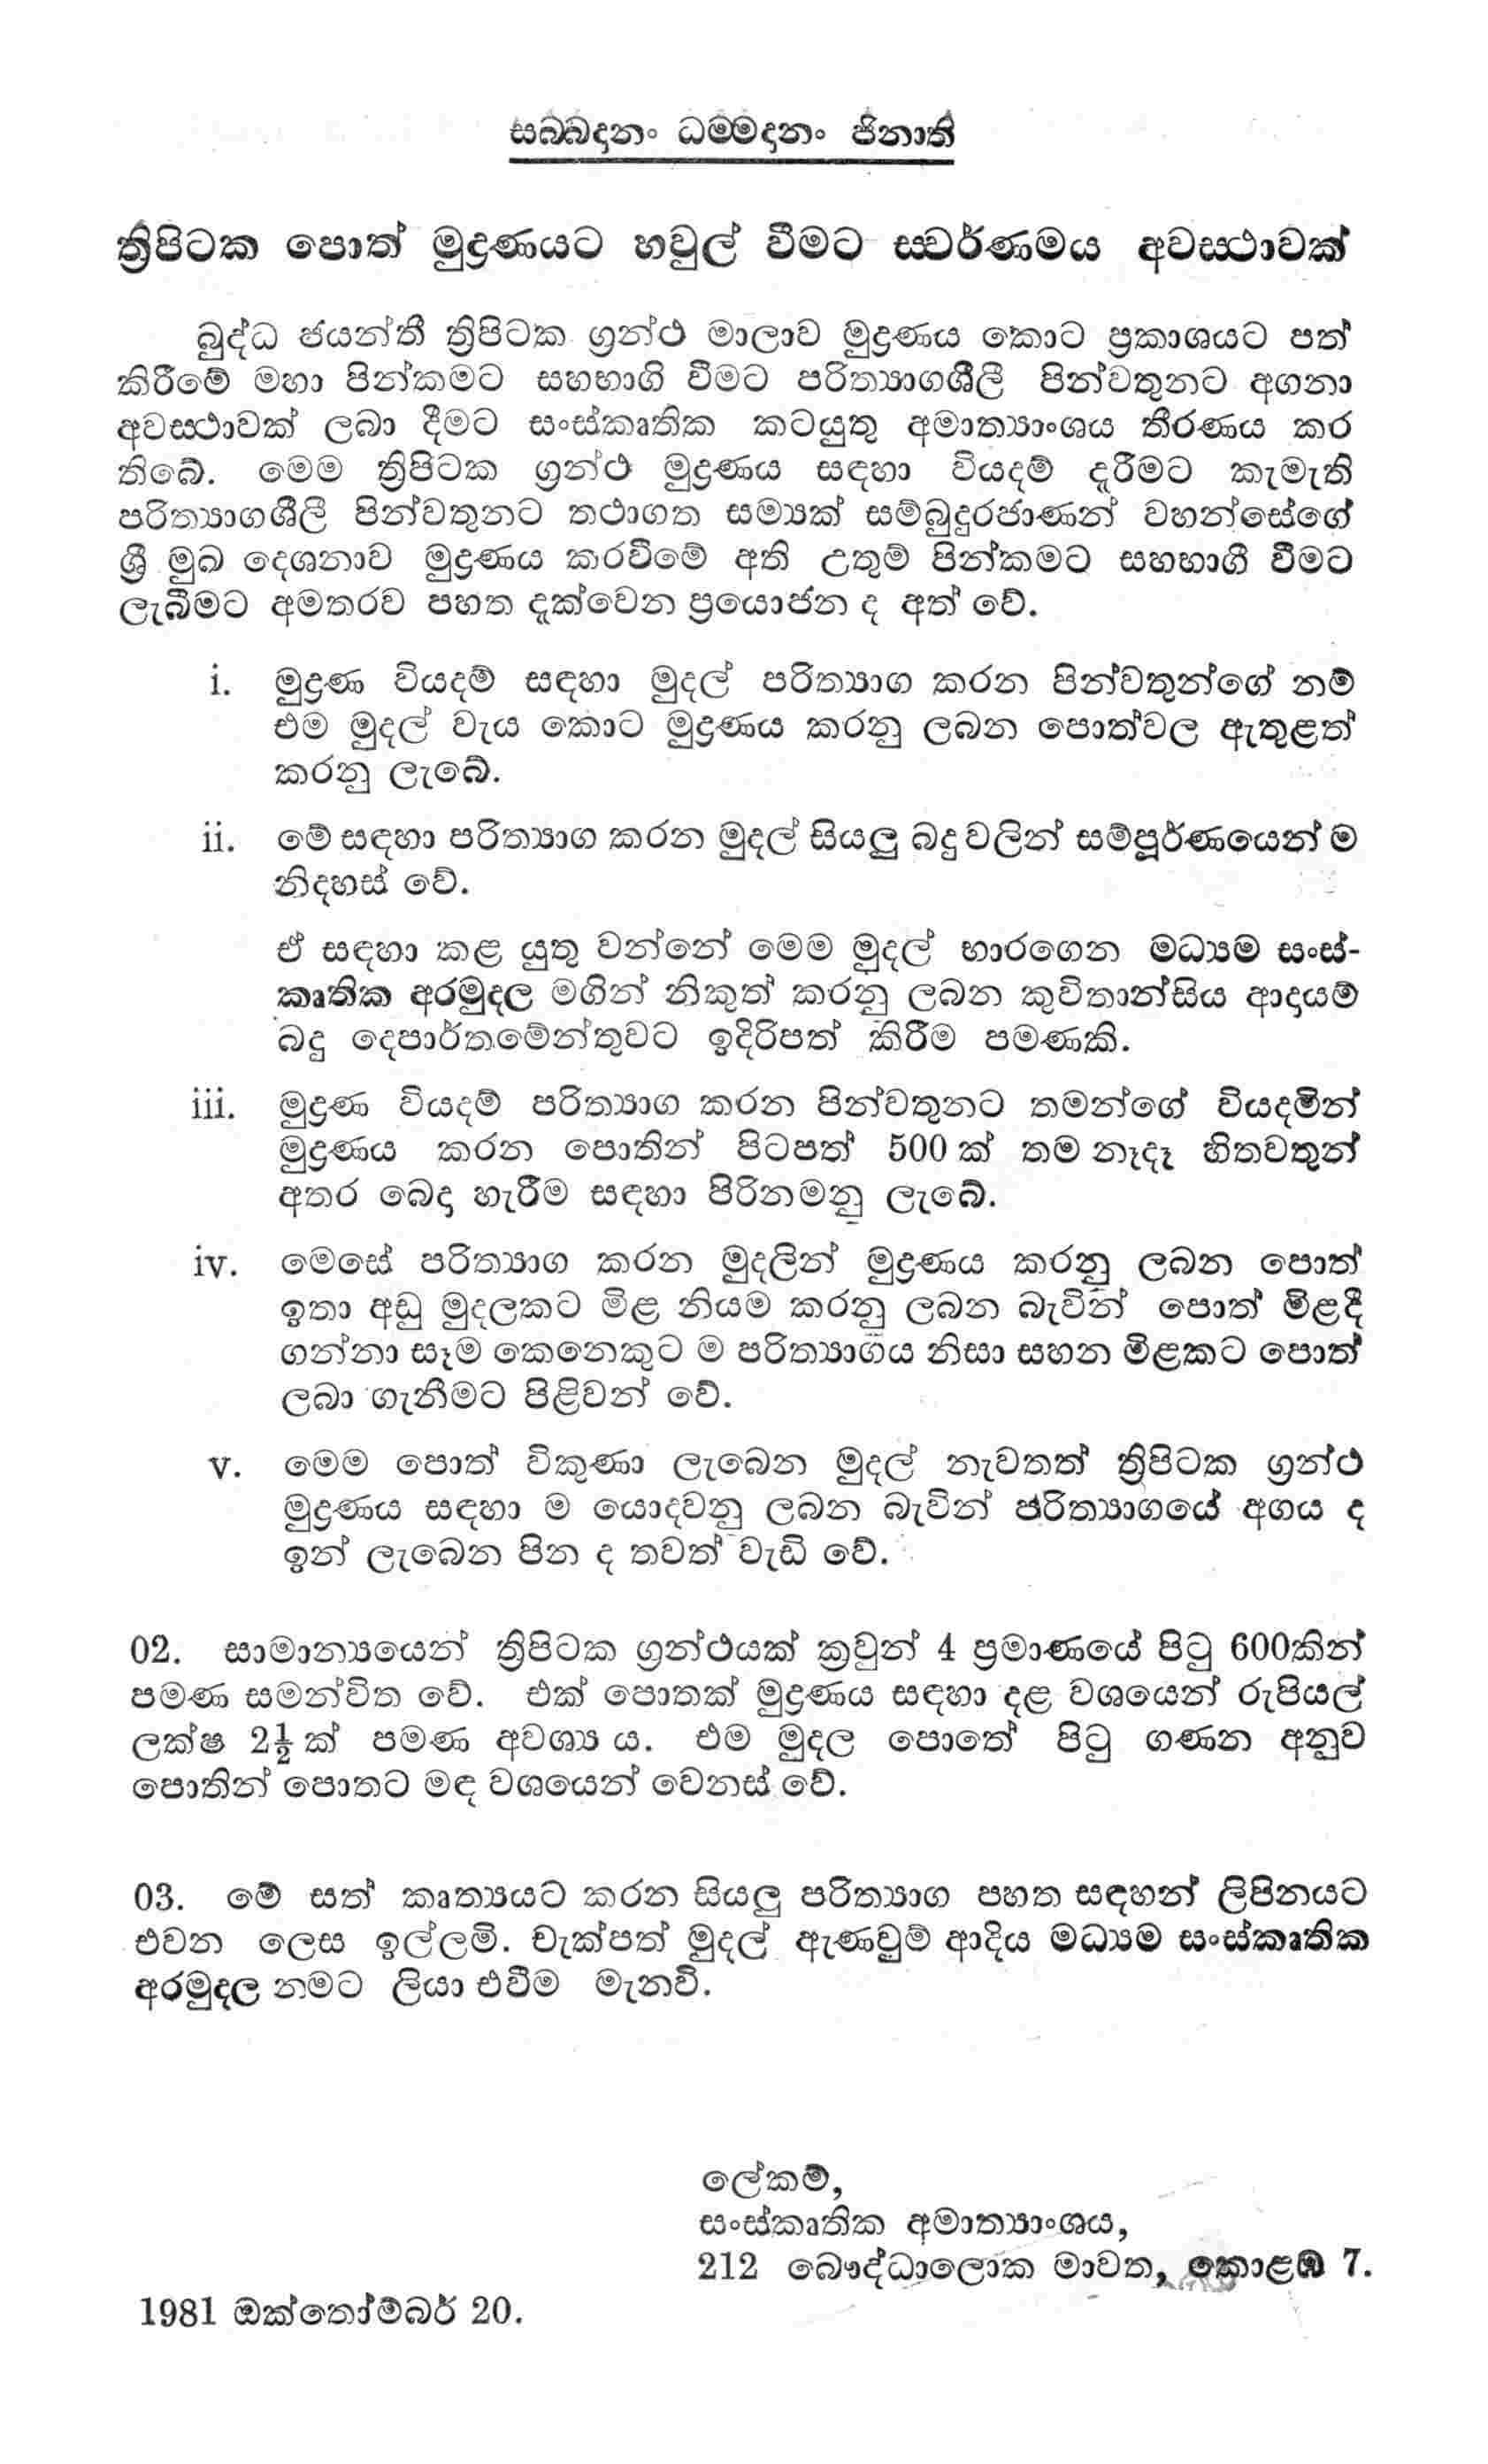 සබ්බදානං ධම්මදානං ජිනාති
ත්‍රිපිටක පොත් මුද්‍රණයට හවුල් වීමට ස්වර්ණමය අවස්ථාවක්
බුද්ධ ජයන්තී ත්‍රිපිටක ග්‍රන්ථ මාලාව මුද්‍රණය කොට ප්‍රකාශයට පත්
කිරීමේ මහා පින්කමට සහභාගි වීමට පරිත්‍යාගශීලී පින්වතුනට අගනා
අවස්ථාවක් ලබා දීමට සංස්කෘතික කටයුතු අමාත්‍යාංශය තීරණය කර
තිබේ. මෙම ත්‍රිපිටක ග්‍රන්ථ මුද්‍රණය සඳහා වියදම් දැරීමට කැමැති
පරිත්‍යාගශීලී පින්වතුනට තථාගත සම්‍යක් සම්බුදුරජාණන් වහන්සේගේ
ශ්‍රී මුඛ දෙශනාව මුද්‍රණය කරවීමේ අති උතුම් පින්කමට සහභාගී වීමට
ලැබීමට අමතරව පහත දැක්වෙන ප්‍රයොජන ද අත් වේ.
i. මුද්‍රණ වියදම් සඳහා මුදල් පරිත්‍යාග කරන පින්වතුන්ගේ නම්
එම මුදල් වැය කොට මුද්‍රණය කරනු ලබන පොත්වල ඇතුළත්
කරනු ලැබේ.
ii. මේ සඳහා පරිත්‍යාග කරන මුදල් සියලු බදුවලින් සම්පූර්ණයෙන් ම
නිදහස් වේ.
ඒ සඳහා කළ යුතු වන්නේ මෙම මුදල් භාරගෙන මධ්‍යම සංස්-
කෘතික අරමුදල මගින් නිකුත් කරනු ලබන කුවිතාන්සිය ආදායම්
බදු දෙපාර්තමේන්තුවට ඉදිරිපත් කිරීම පමණකි.
iii. මුද්‍රණ වියදම් පරිත්‍යාග කරන පින්වතුනට තමන්ගේ වියදමින්
මුද්‍රණය කරන පොතින් පිටපත් 500 ක් තම නෑදෑ හිතවතුන්
අතර බෙදා හැරීම සඳහා පිරිනමනු ලැබේ.
iv. මෙසේ පරිත්‍යාග කරන මුදලින් මුද්‍රණය කරනු ලබන පොත්
ඉතා අඩු මුදලකට මිළ නියම කරනු ලබන බැවින් පොත් මිළදී
ගන්නා සෑම කෙනෙකුට ම පරිත්‍යාගය නිසා සහන මිළකට පොත්
ලබා ගැනීමට පිළිවන් වේ.
v. මෙම පොත් විකුණා ලැබෙන මුදල් නැවතත් ත්‍රිපිටක ග්‍රන්ථ
මුද්‍රණය සඳහා ම යොදවනු ලබන බැවින් පරිත්‍යාගයේ අගය ද
ඉන් ලැබෙන පින ද තවත් වැඩි වේ.
02. සාමාන්‍යයෙන් ත්‍රිපිටක ග්‍රන්ථයක් ක්‍රවුන් 4 ප්‍රමාණයේ පිටු 600කින්
පමණ සමන්විත වේ. එක් පොතක් මුද්‍රණය සඳහා දළ වශයෙන් රුපියල්
ලක්ෂ 2½ ක් පමණ අවශ්‍ය ය. එම මුදල පොතේ පිටු ගණන අනුව
පොතින් පොතට මඳ වශයෙන් වෙනස් වේ.
03. මේ සත් කෘත්‍යයට කරන සියලු පරිත්‍යාග පහත සඳහන් ලිපිනයට
එවන ලෙස ඉල්ලමි. චැක්පත් මුදල් ඇණවුම් ආදිය මධ්‍යම සංස්කෘතික
අරමුදල නමට ලියා එවීම මැනවි.
ලේකම්,
සංස්කෘතික අමාත්‍යාංශය,
212 බෞද්ධාලොක මාවත, කොළඹ 7.
1981 ඔක්තෝම්බර් 20.